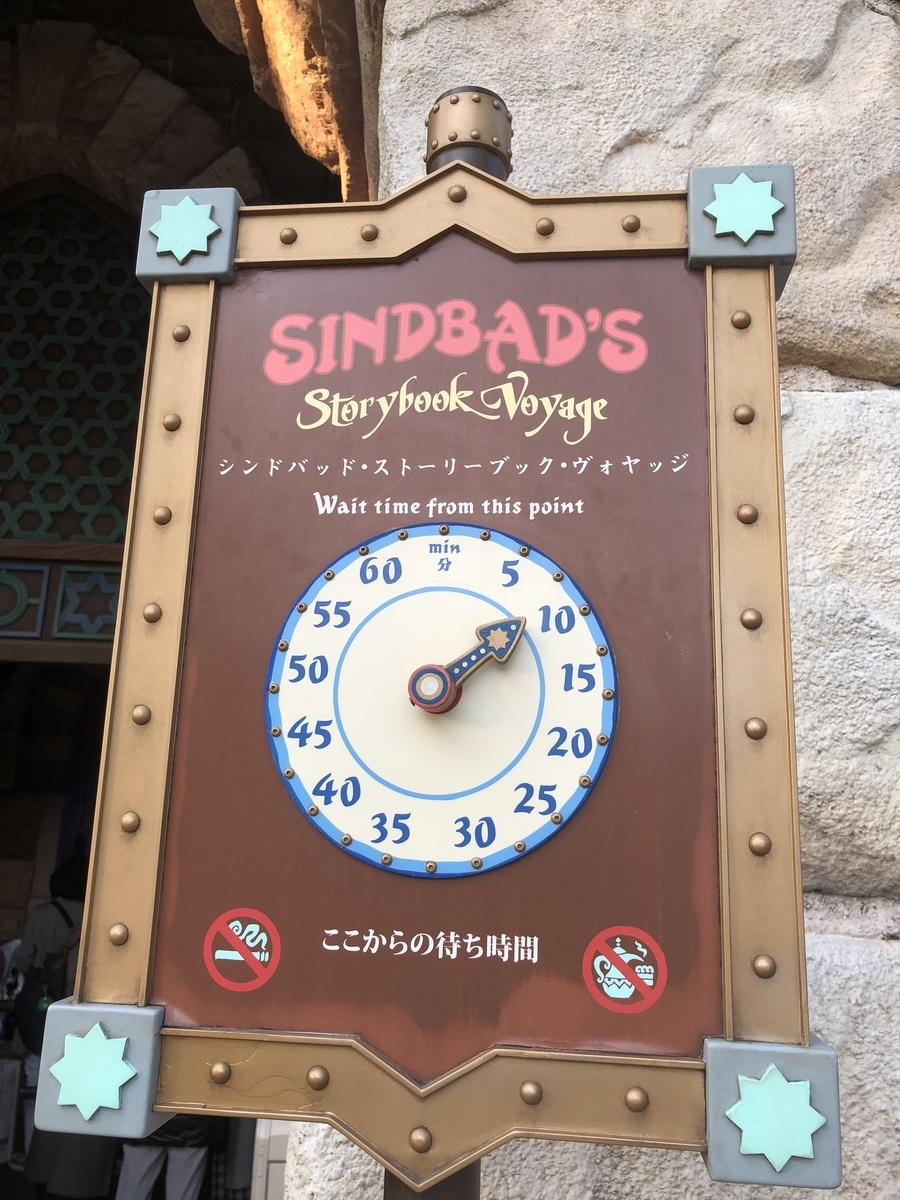 SINDBAD'S
Storybook Voyage
シンドバッド・ストーリーブック・ヴォヤッジ
Wait time from this point
min
分
5
10
15
20
25
30
35
40
45
50
55
60
ここからの待ち時間